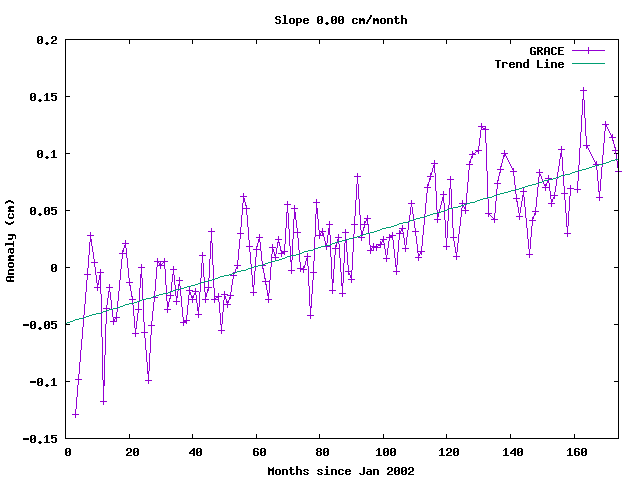 Slope 0.00 cm/month
0.2
GRACE
Trend Line
0.15
0.1
0.05
0
-0.05
-0.1
-0.15
Anomaly (cm)
0 20 40 60 80 100 120 140 160
Months since Jan 2002